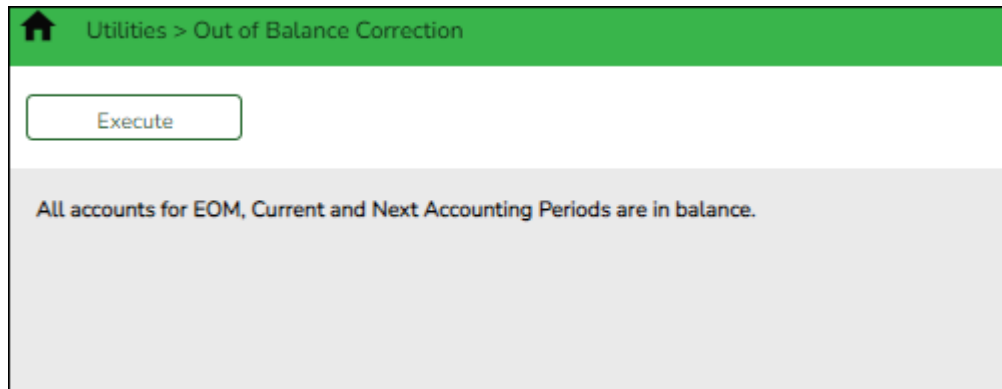 Utilities > Out of Balance Correction
Execute
All accounts for EOM, Current and Next Accounting Periods are in balance.